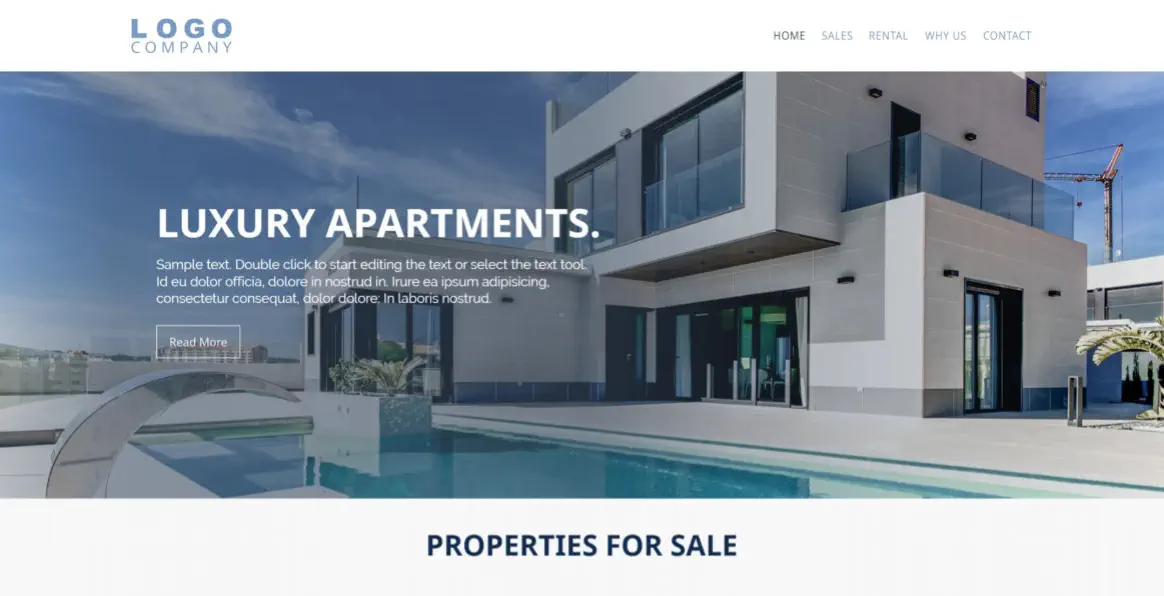 LOGO
COMPANY
HOME SALES RENTAL WHY US CONTACT
LUXURY APARTMENTS.
Sample text. Double click to start editing the text or select the text tool.
Id eu dolor officia, dolore in nostrud in. Irure ea ipsum adipisicing,
consectetur consequat, dolor dolore. In laboris nostrud.
Read More
PROPERTIES FOR SALE